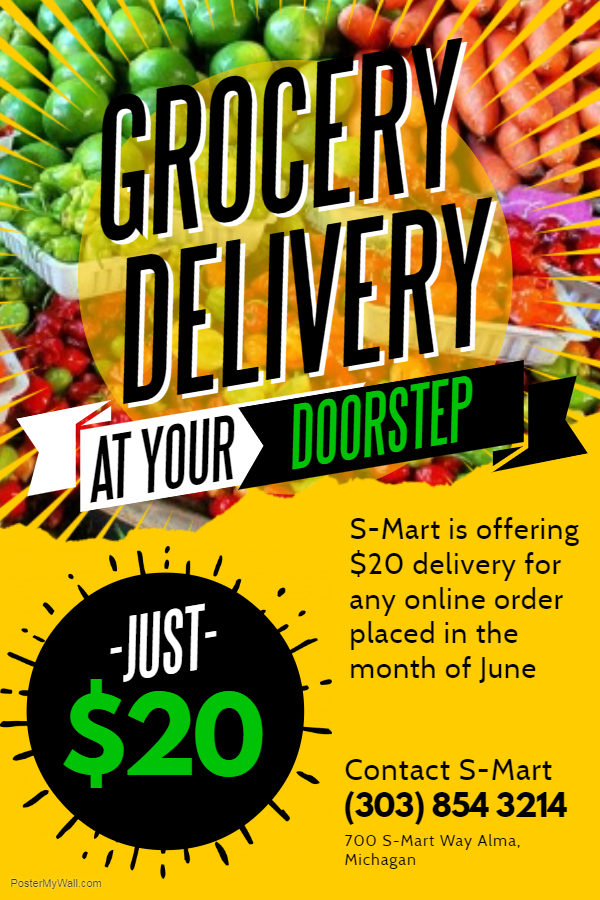 GROCERY
DELIVERY
AT YOUR DOORSTEP
S-Mart is offering
$20 delivery for
any online order
placed in the
month of June
-JUST-
$20
Contact S-Mart
(303) 854 3214
700 S-Mart Way Alma,
Michagan
PosterMyWall.com